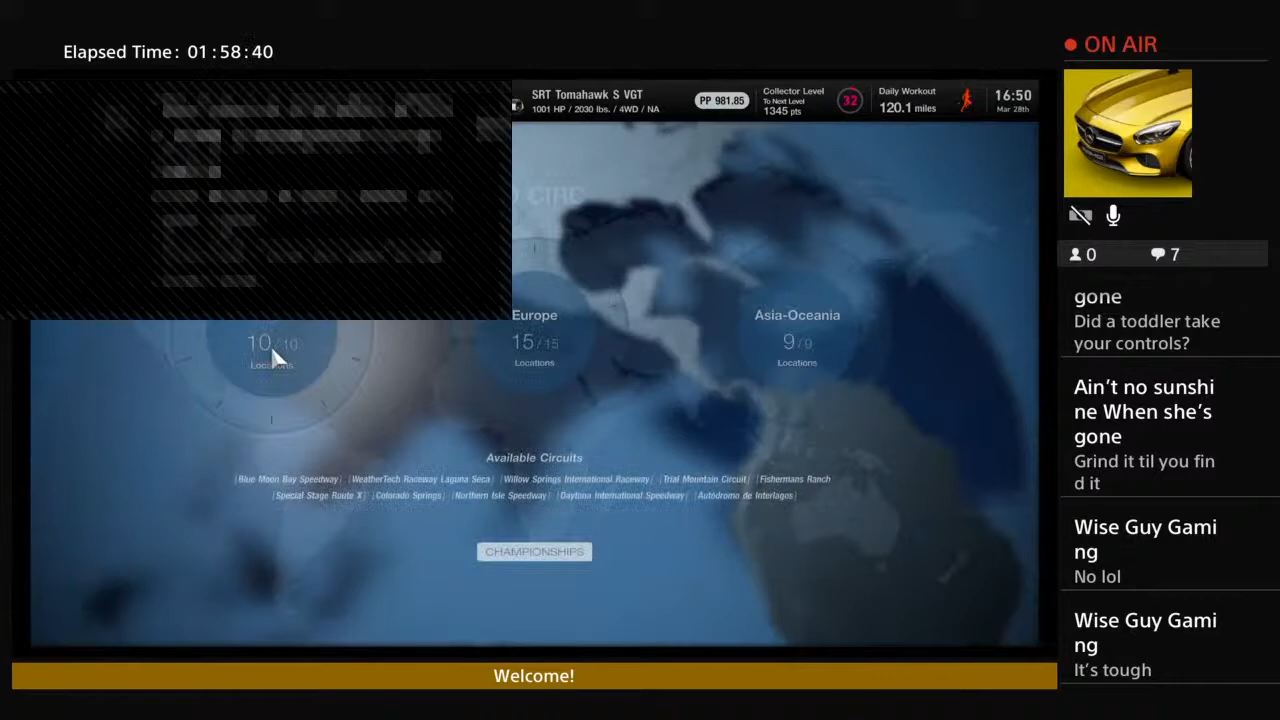 Elapsed Time: 01:58:40
SRT Tomahawk S VGT
1001 HP / 2030 lbs. / 4WD / NA
PP 981.85
Collector Level
To Next Level
1345 pts
32
Daily Workout
120.1 miles
16:50
Mar 28th
Europe
15/15
Locations
Asia-Oceania
9/9
Locations
10/10
Locations
Available Circuits
Blue Moon Bay Speedway | WeatherTech Raceway Laguna Seca | Willow Springs International Raceway | Trial Mountain Circuit | Fishermans Ranch
Special Stage Route X | Colorado Springs | Northern Isle Speedway | Daytona International Speedway | Autódromo de Interlagos
CHAMPIONSHIPS
Welcome!
ON AIR
0
7
gone
Did a toddler take
your controls?
Ain't no sunshi
ne When she's
gone
Grind it til you fin
d it
Wise Guy Gami
ng
No lol
Wise Guy Gami
ng
It's tough